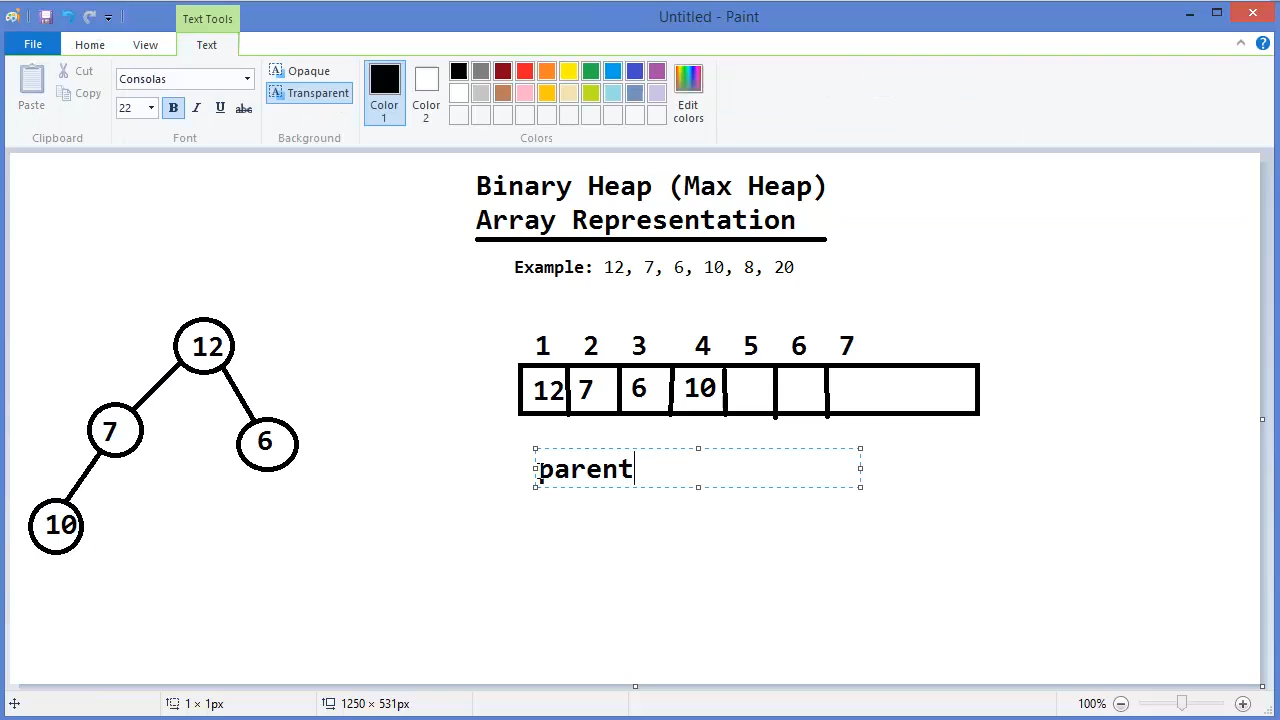 Text Tools
Untitled - Paint
File Home View Text
Paste
Cut
Copy
Clipboard
Consolas
22 B I U abc
Font
Opaque
Transparent
Background
Color 1
Color 2
Edit colors
Colors
Binary Heap (Max Heap)
Array Representation
Example: 12, 7, 6, 10, 8, 20
12
7
6
10
1 2 3 4 5 6 7
12 7 6 10
parent
1 × 1px
1250 × 531px
100%